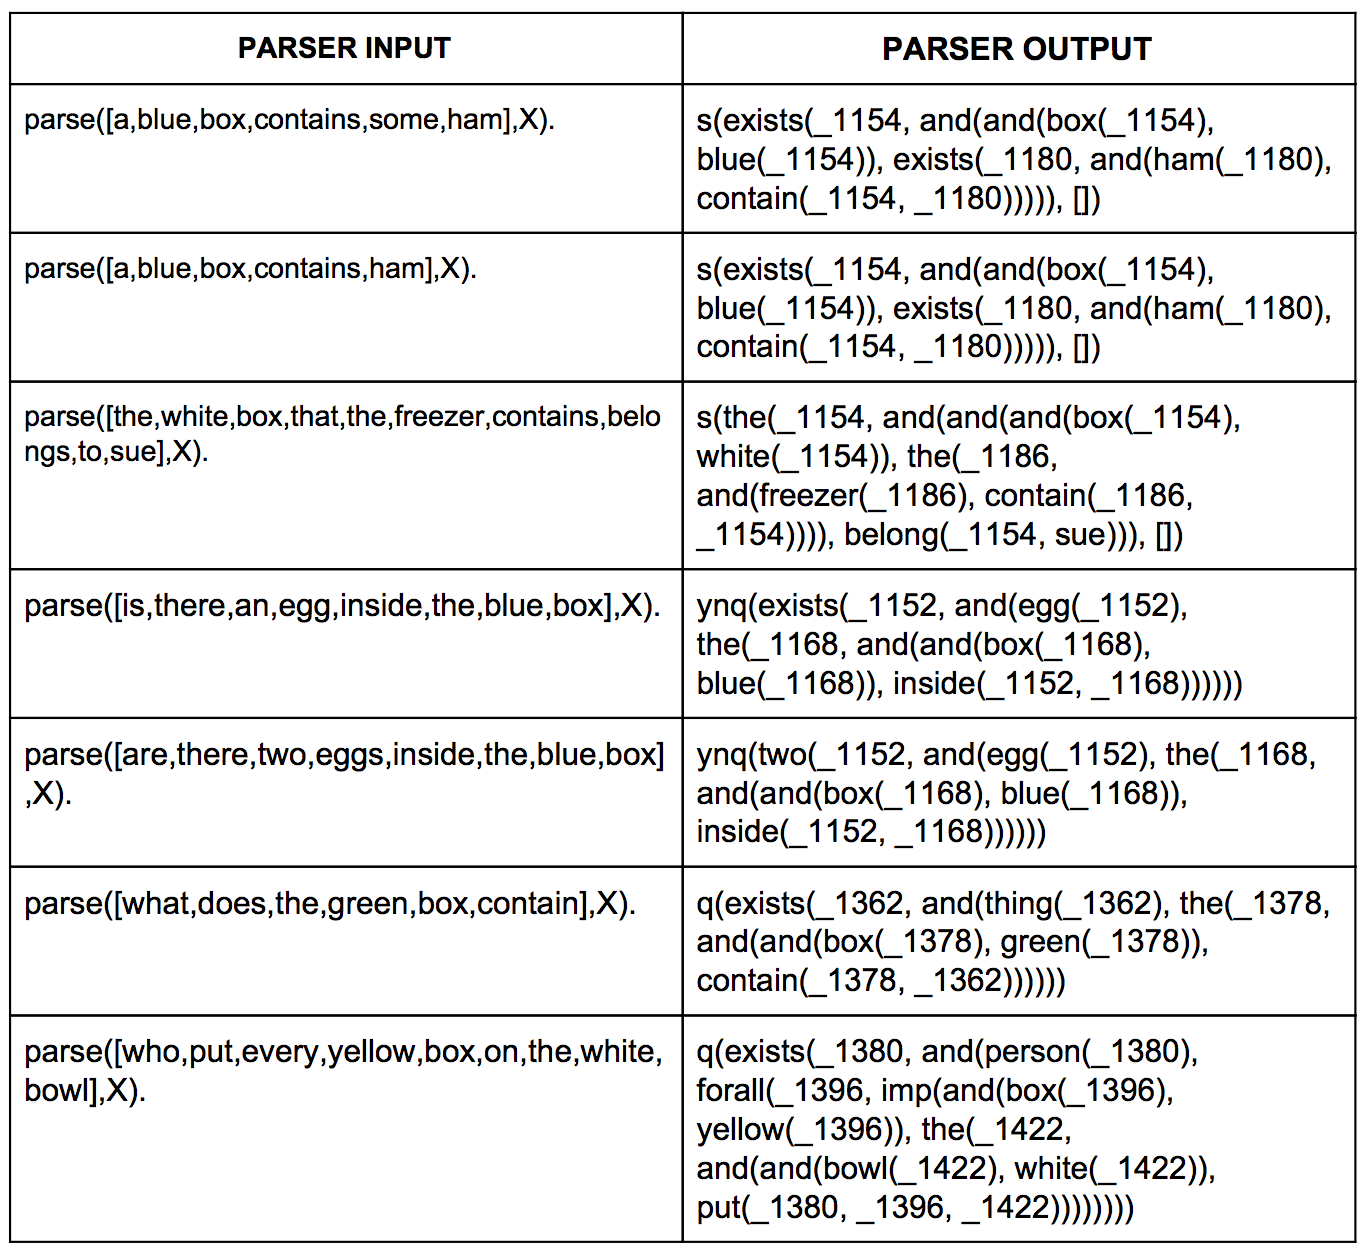 PARSER INPUT
PARSER OUTPUT
parse([a,blue,box,contains,some,ham],X).
s(exists(_1154, and(and(box(_1154),
blue(_1154)), exists(_1180, and(ham(_1180),
contain(_1154, _1180))))), [])
parse([a,blue,box,contains,ham],X).
s(exists(_1154, and(and(box(_1154),
blue(_1154)), exists(_1180, and(ham(_1180),
contain(_1154, _1180))))), [])
parse([the,white,box,that,the,freezer,contains,belo
ngs,to,sue],X).
s(the(_1154, and(and(and(box(_1154),
white(_1154)), the(_1186,
and(freezer(_1186), contain(_1186,
_1154)))), belong(_1154, sue))), [])
parse([is,there,an,egg,inside,the,blue,box],X).
ynq(exists(_1152, and(egg(_1152),
the(_1168, and(and(box(_1168),
blue(_1168)), inside(_1152, _1168))))))
parse([are,there,two,eggs,inside,the,blue,box]
,X).
ynq(two(_1152, and(egg(_1152), the(_1168,
and(and(box(_1168), blue(_1168)),
inside(_1152, _1168))))))
parse([what,does,the,green,box,contain],X).
q(exists(_1362, and(thing(_1362), the(_1378,
and(and(box(_1378), green(_1378)),
contain(_1378, _1362))))))
parse([who,put,every,yellow,box,on,the,white,
bowl],X).
q(exists(_1380, and(person(_1380),
forall(_1396, imp(and(box(_1396),
yellow(_1396)), the(_1422,
and(and(bowl(_1422), white(_1422)),
put(_1380, _1396, _1422))))))))